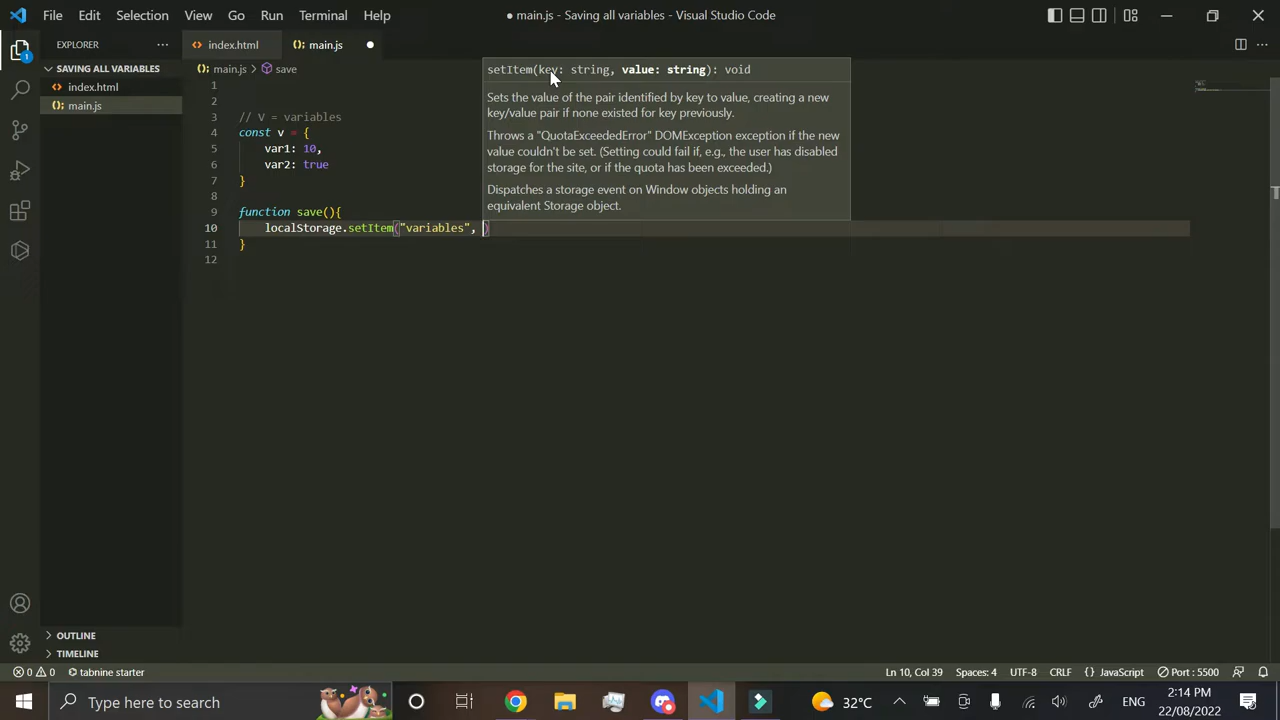 File Edit Selection View Go Run Terminal Help
● main.js - Saving all variables - Visual Studio Code
EXPLORER
index.html
main.js
SAVING ALL VARIABLES
index.html
main.js
main.js > save
1
2
3 // V = variables
4 const v = {
5 var1: 10,
6 var2: true
7 }
8
9 function save(){
10 localStorage.setItem("variables", )
11 }
12
setItem(key: string, value: string): void
Sets the value of the pair identified by key to value, creating a new
key/value pair if none existed for key previously.
Throws a "QuotaExceededError" DOMException exception if the new
value couldn't be set. (Setting could fail if, e.g., the user has disabled
storage for the site, or if the quota has been exceeded.)
Dispatches a storage event on Window objects holding an
equivalent Storage object.
1
OUTLINE
TIMELINE
0 0 tabnine starter
Ln 10, Col 39 Spaces: 4 UTF-8 CRLF {} JavaScript Port : 5500
Type here to search
32°C
ENG
2:14 PM
22/08/2022